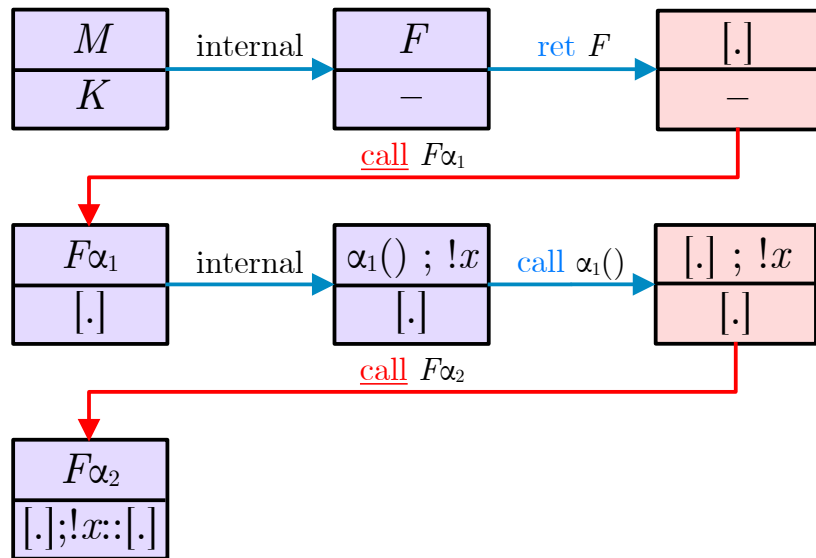 M internal F ret F [.]
K – –
call Fα₁
Fα₁ internal α₁() ; !x call α₁() [.] ; !x
[.] [.] [.]
call Fα₂
Fα₂
[.];!x::[.]